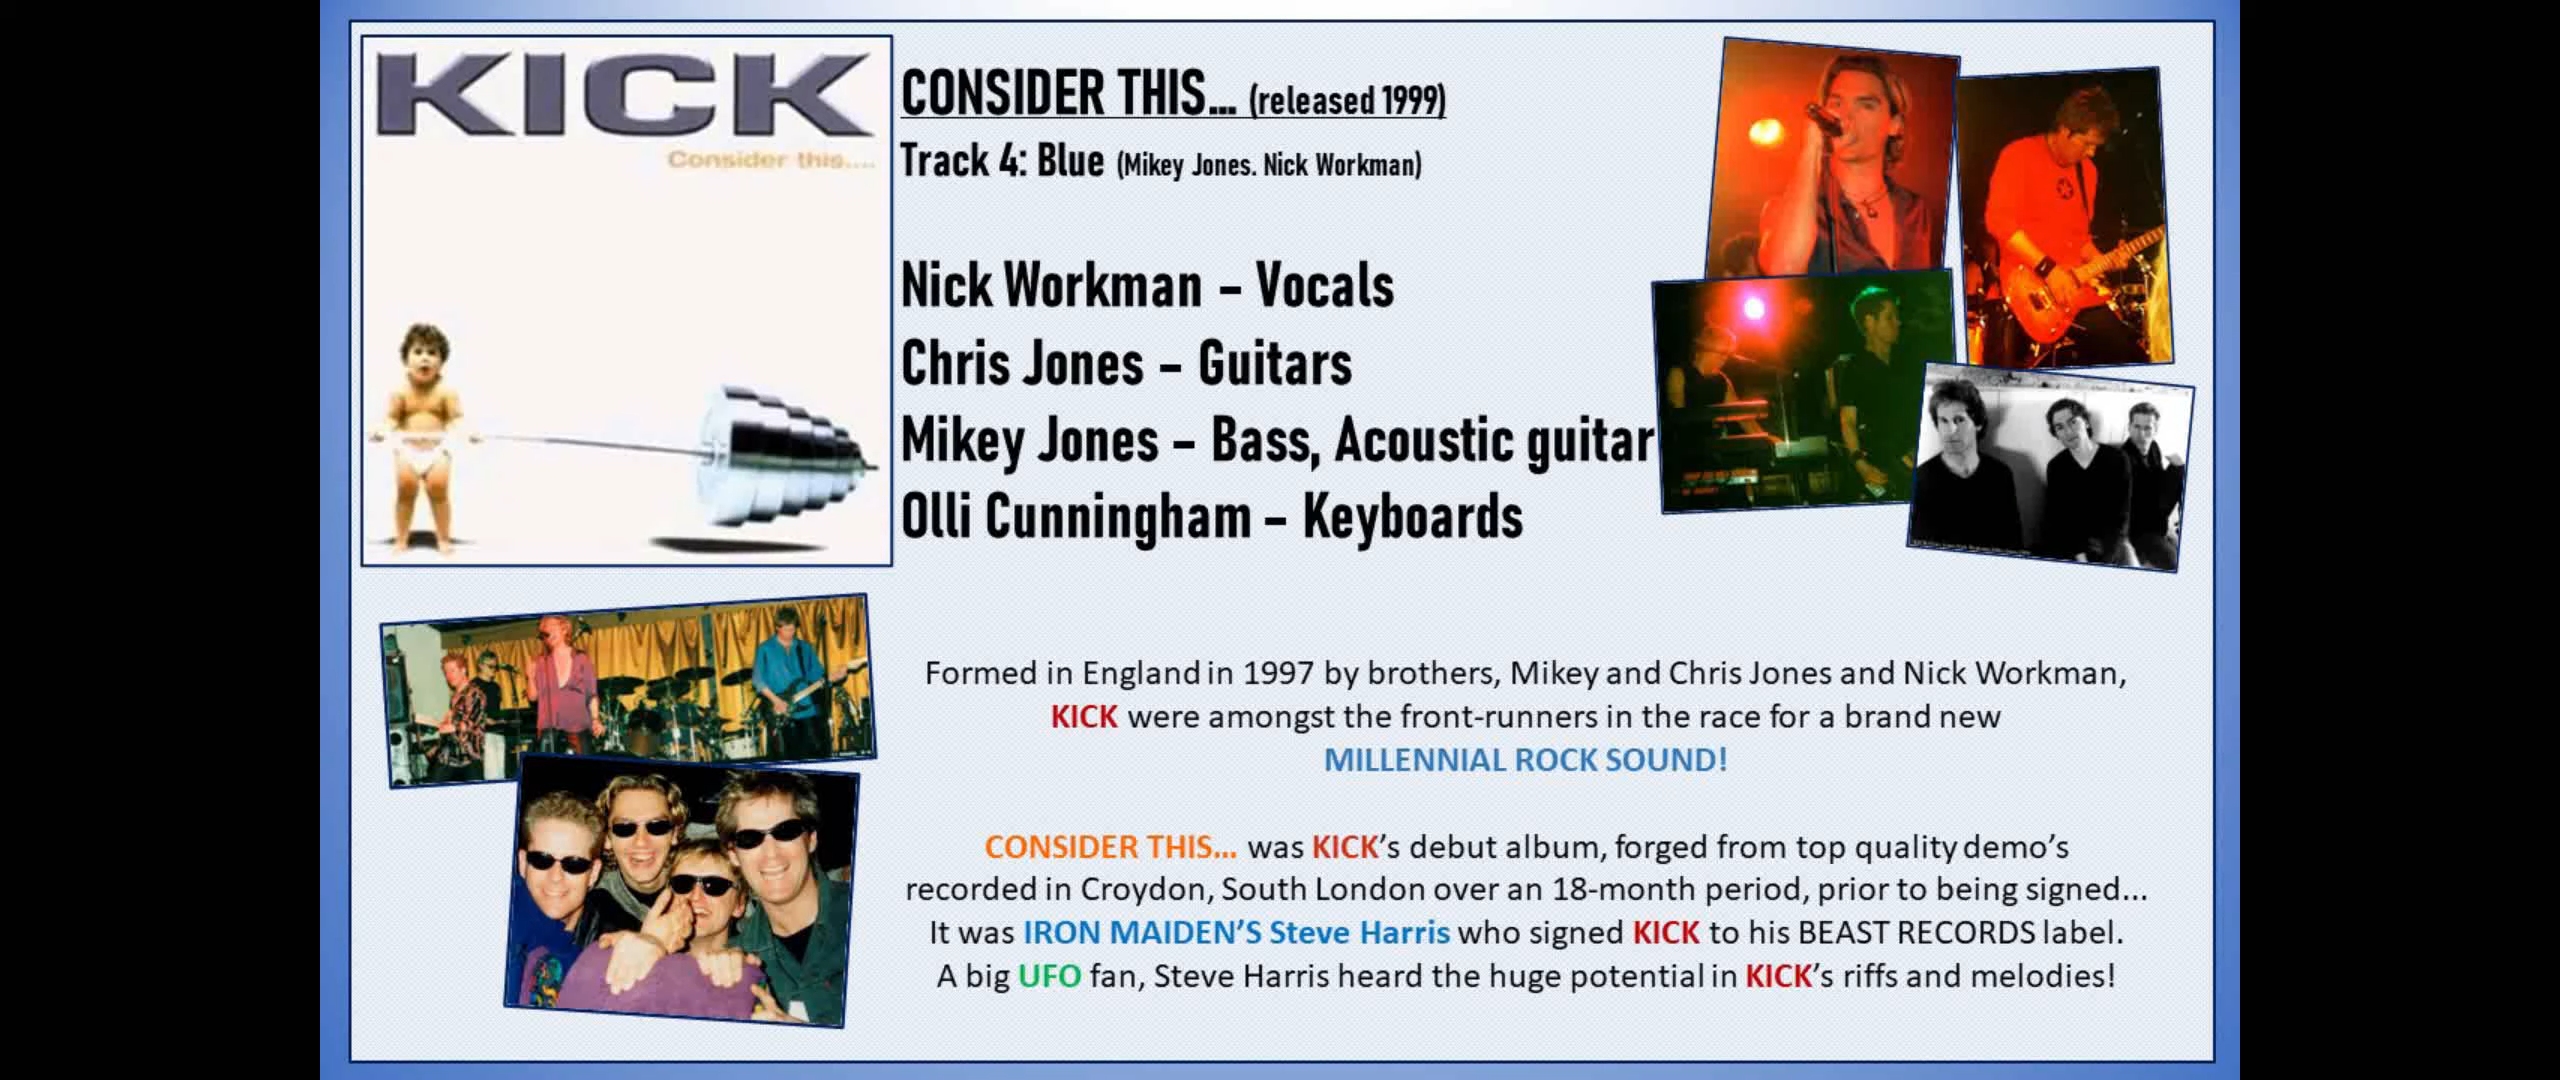 KICK
Consider this....
CONSIDER THIS... (released 1999)
Track 4: Blue (Mikey Jones. Nick Workman)
Nick Workman – Vocals
Chris Jones – Guitars
Mikey Jones – Bass, Acoustic guitar
Olli Cunningham – Keyboards
Formed in England in 1997 by brothers, Mikey and Chris Jones and Nick Workman,
KICK were amongst the front-runners in the race for a brand new
MILLENNIAL ROCK SOUND!
CONSIDER THIS... was KICK's debut album, forged from top quality demo's
recorded in Croydon, South London over an 18-month period, prior to being signed...
It was IRON MAIDEN'S Steve Harris who signed KICK to his BEAST RECORDS label.
A big UFO fan, Steve Harris heard the huge potential in KICK's riffs and melodies!